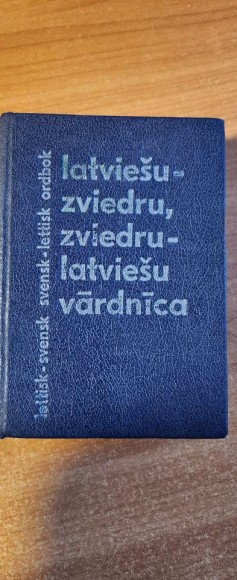 latviešu-
zviedru,
zviedru-
latviešu
vārdnīca
lettisk-svensk svensk-lettisk ordbok